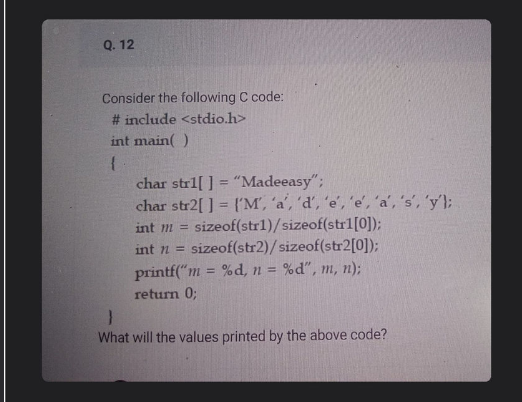 Q. 12
Consider the following C code:
# include <stdio.h>
int main( )
{
char str1[ ] = "Madeeasy";
char str2[ ] = {'M', 'a', 'd', 'e', 'e', 'a', 's', 'y'};
int m = sizeof(str1)/sizeof(str1[0]);
int n = sizeof(str2)/sizeof(str2[0]);
printf("m = %d, n = %d", m, n);
return 0;
}
What will the values printed by the above code?